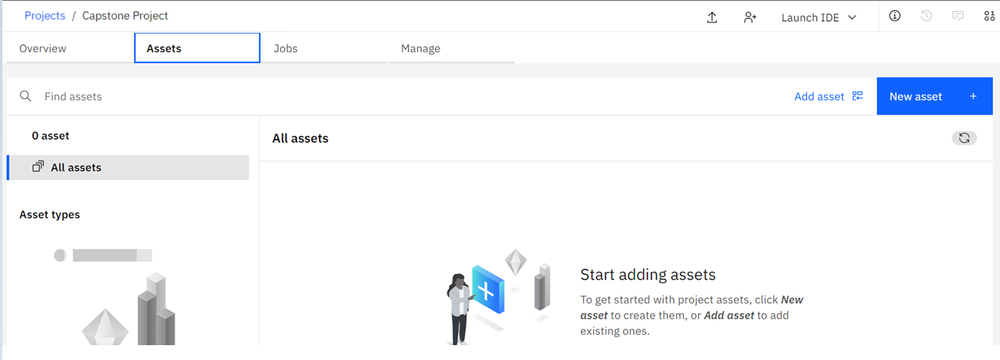 Projects / Capstone Project
Launch IDE
Overview
Assets
Jobs
Manage
Find assets
Add asset
New asset +
0 asset
All assets
Asset types
All assets
Start adding assets
To get started with project assets, click New
asset to create them, or Add asset to add
existing ones.